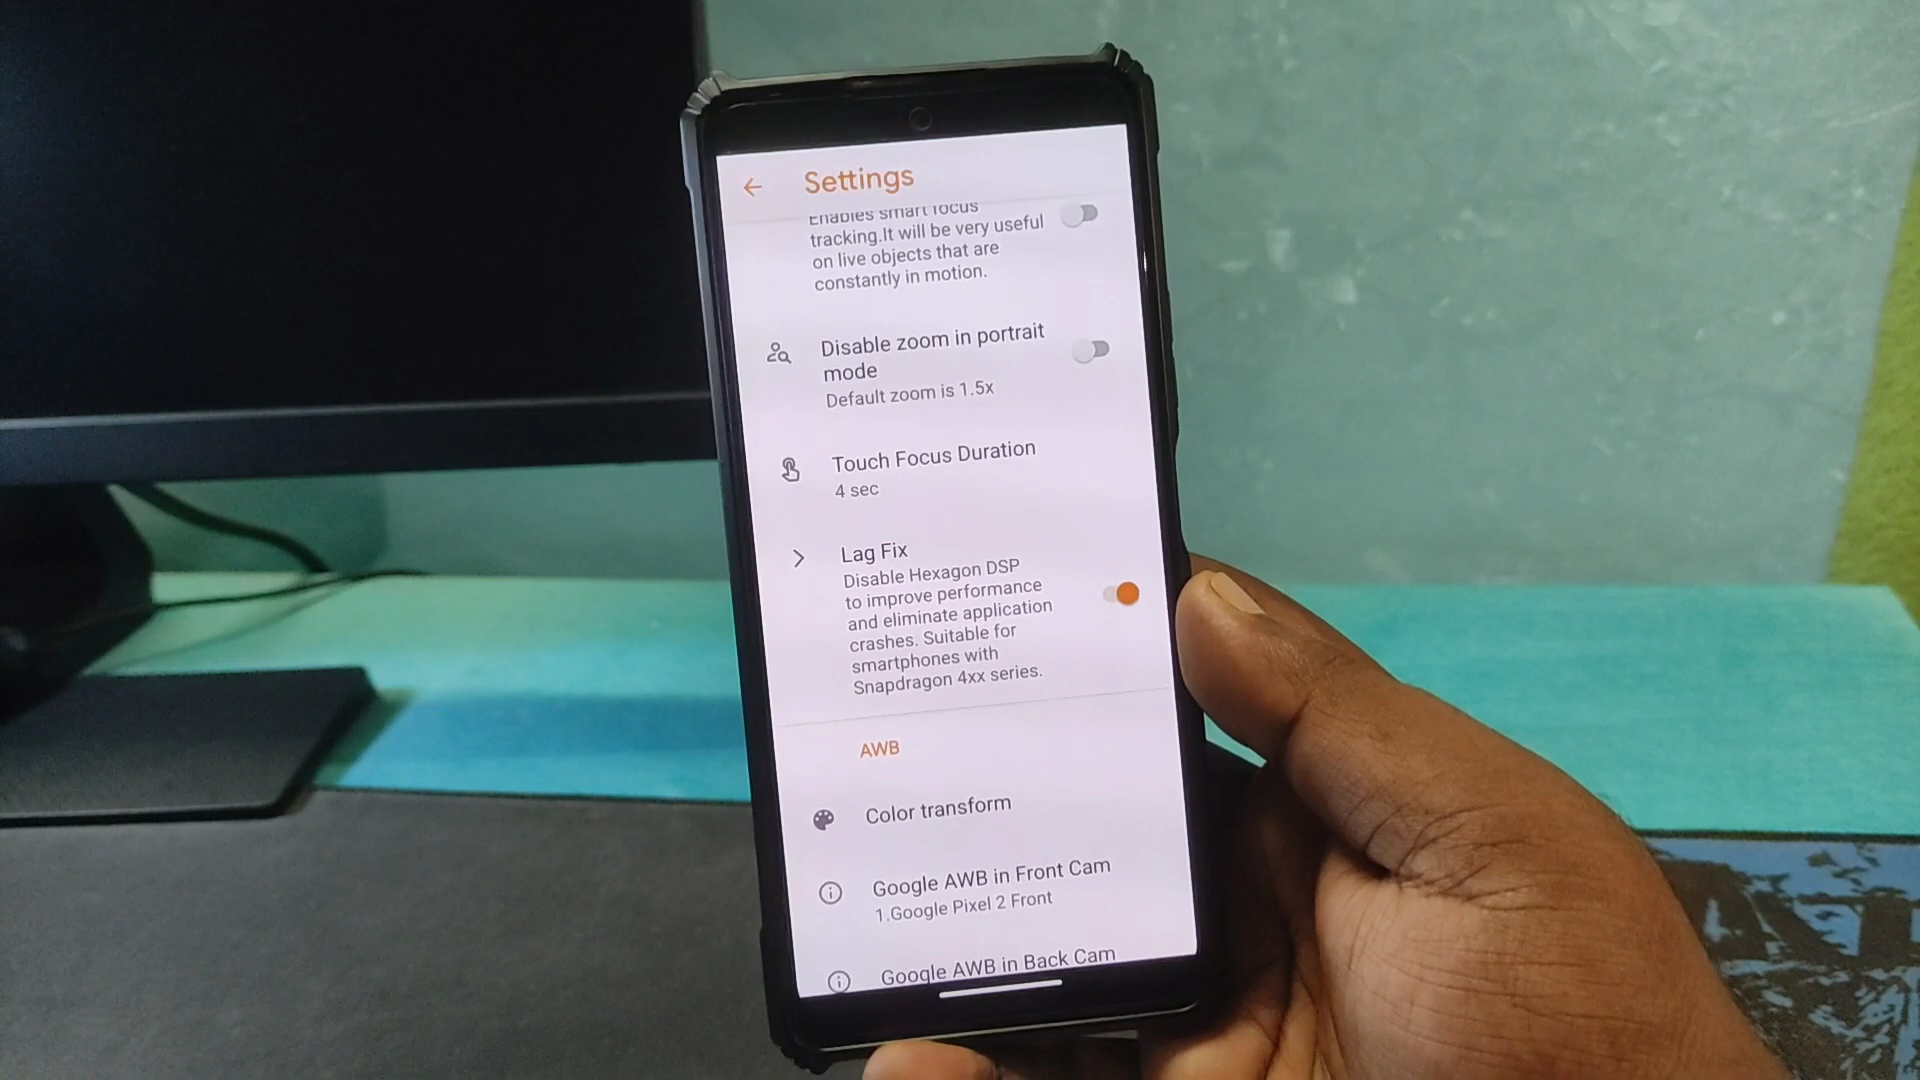 Settings
Enables smart focus
tracking.It will be very useful
on live objects that are
constantly in motion.
Disable zoom in portrait
mode
Default zoom is 1.5x
Touch Focus Duration
4 sec
Lag Fix
Disable Hexagon DSP
to improve performance
and eliminate application
crashes. Suitable for
smartphones with
Snapdragon 4xx series.
AWB
Color transform
Google AWB in Front Cam
1.Google Pixel 2 Front
Google AWB in Back Cam